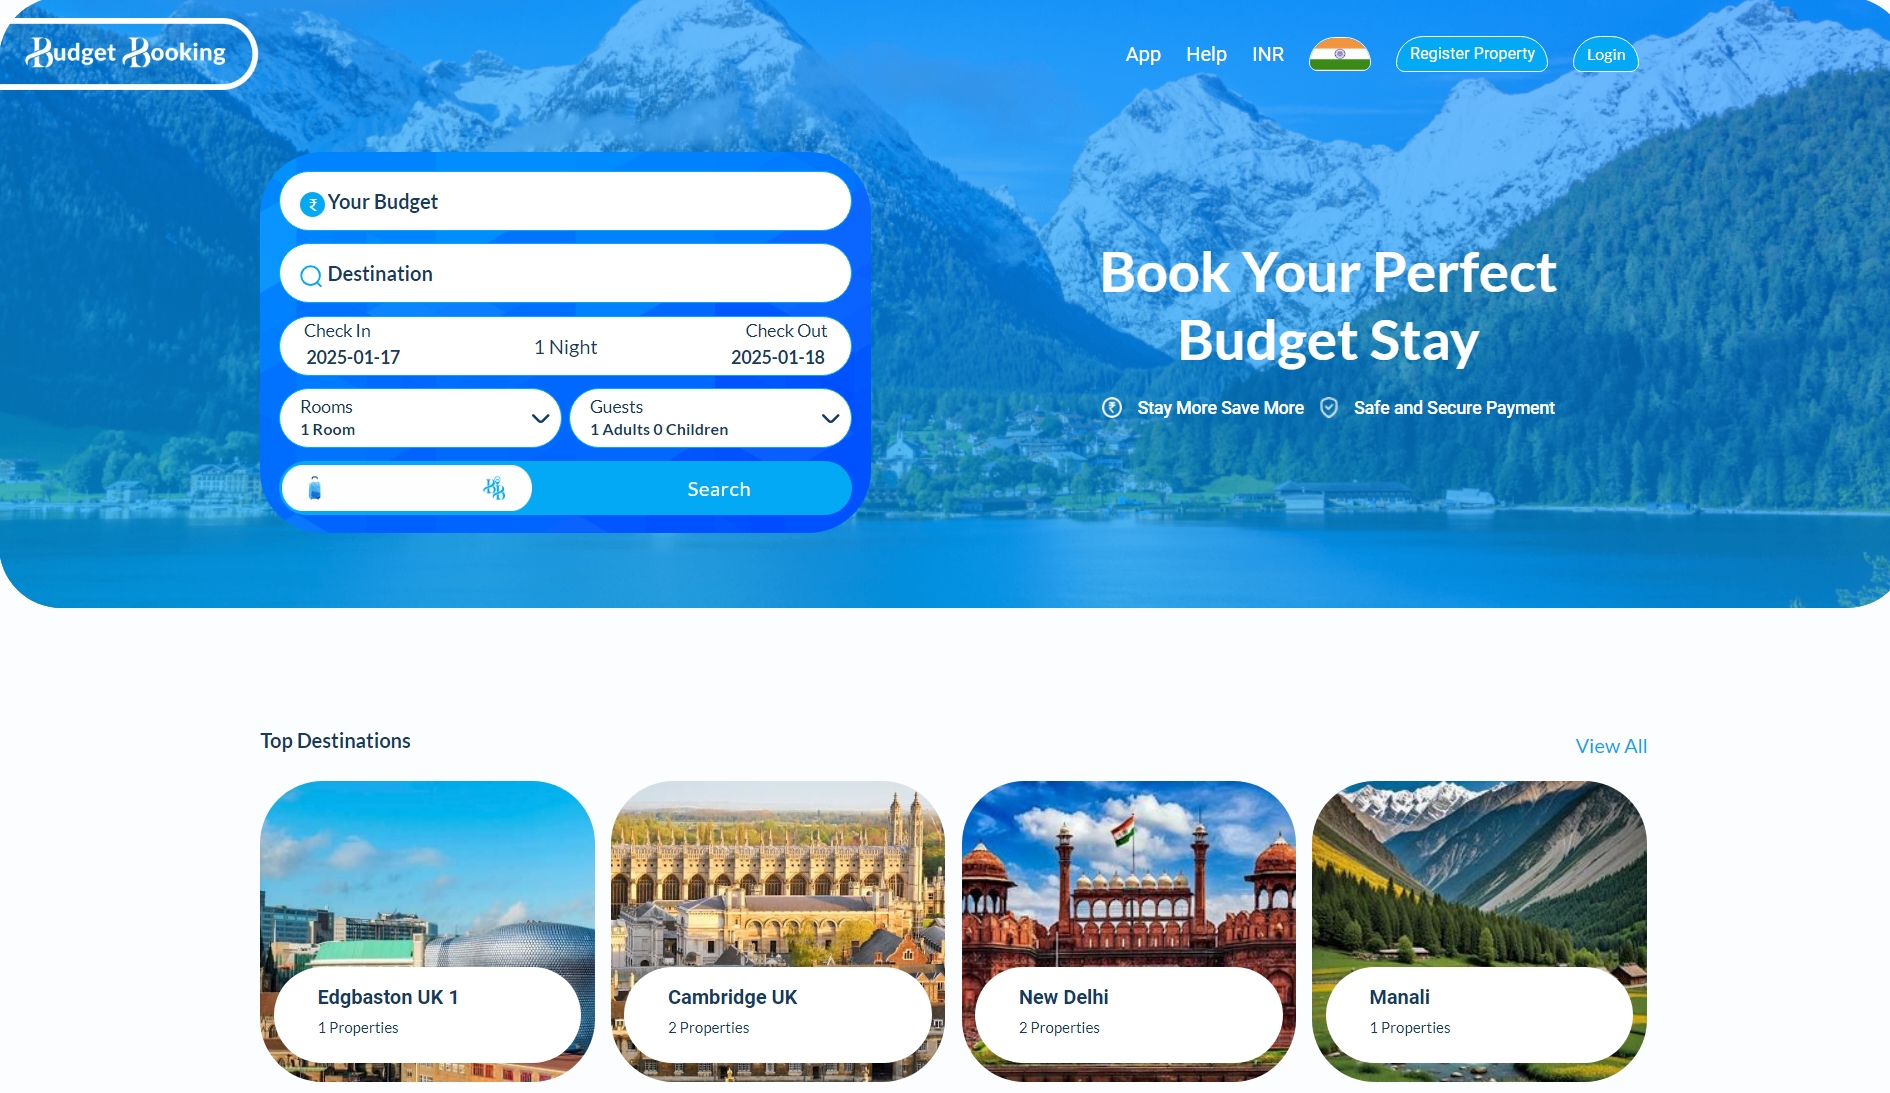 Budget Booking
App
Help
INR
Register Property
Login
₹ Your Budget
Destination
Check In
2025-01-17
1 Night
Check Out
2025-01-18
Rooms
1 Room
Guests
1 Adults 0 Children
Search
Book Your Perfect
Budget Stay
₹ Stay More Save More
Safe and Secure Payment
Top Destinations
View All
Edgbaston UK 1
1 Properties
Cambridge UK
2 Properties
New Delhi
2 Properties
Manali
1 Properties